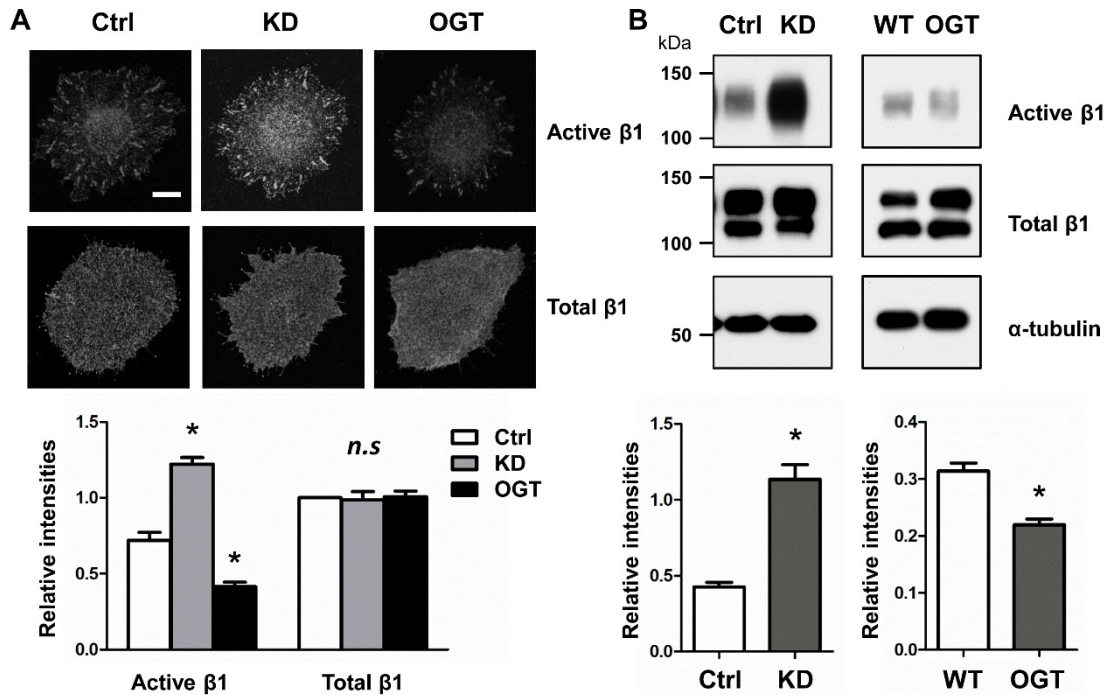 A
Ctrl KD OGT
Active β1
Total β1
Relative intensities
1.5
1.0
0.5
0.0
*
*
n.s
Ctrl
KD
OGT
Active β1 Total β1
B
Ctrl KD WT OGT
kDa
150
100
Active β1
150
100
Total β1
50
α-tubulin
Relative intensities
1.5
1.0
0.5
0.0
*
Ctrl KD
Relative intensities
0.4
0.3
0.2
0.1
0.0
*
WT OGT